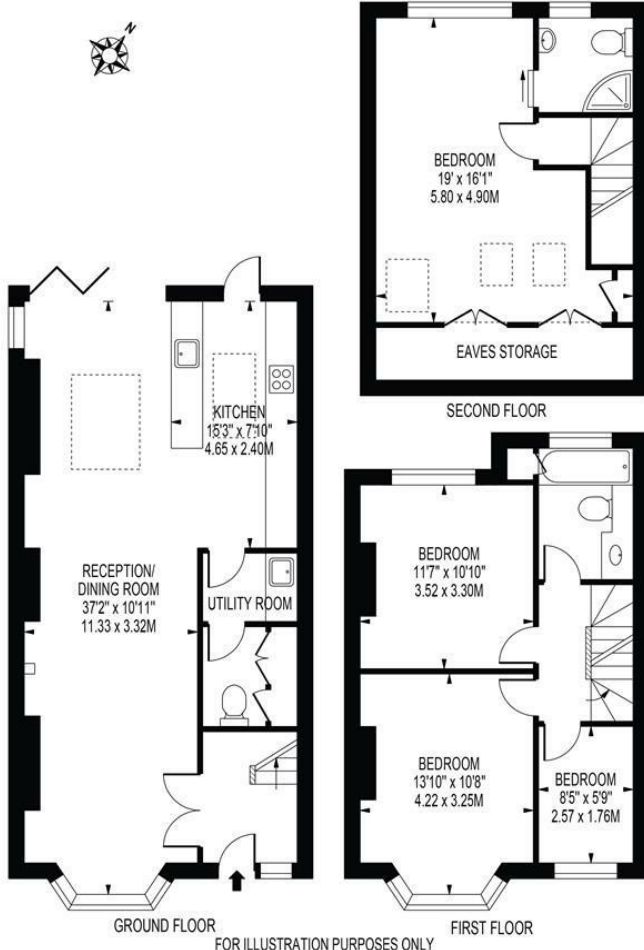 N
BEDROOM
19' x 16'1"
5.80 x 4.90M
EAVES STORAGE
SECOND FLOOR
KITCHEN
15'3" x 7'10"
4.65 x 2.40M
RECEPTION/
DINING ROOM
37'2" x 10'11"
11.33 x 3.32M
UTILITY ROOM
GROUND FLOOR
BEDROOM
11'7" x 10'10"
3.52 x 3.30M
BEDROOM
13'10" x 10'8"
4.22 x 3.25M
BEDROOM
8'5" x 5'9"
2.57 x 1.76M
FIRST FLOOR
FOR ILLUSTRATION PURPOSES ONLY